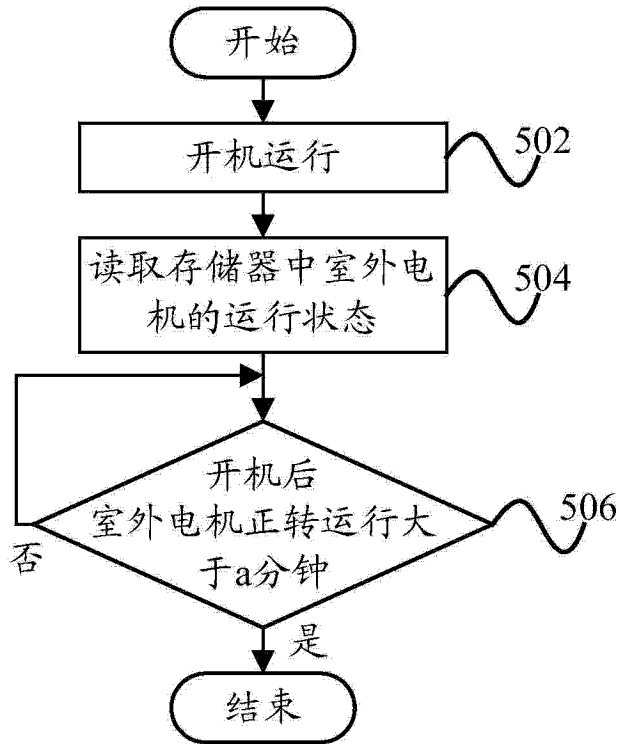 开始
开机运行
502
读取存储器中室外电
机的运行状态
504
开机后
室外电机正转运行大
于a分钟
506
否
是
结束